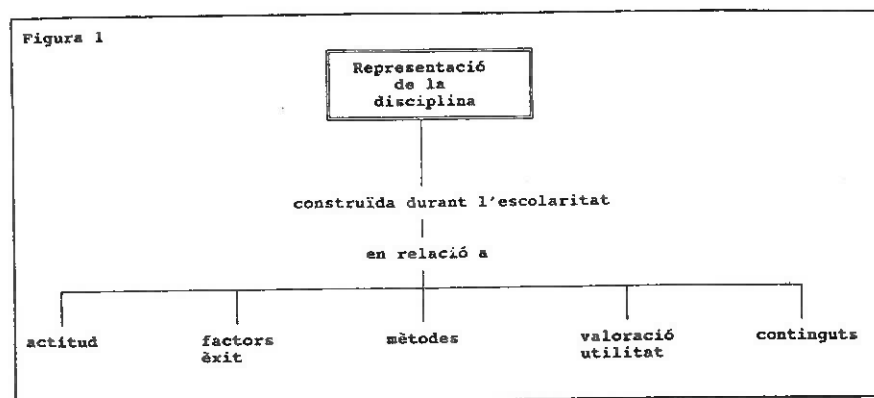 Figura 1
Representació
de la
disciplina
construïda durant l'escolaritat
en relació a
actitud
factors
èxit
mètodes
valoració
utilitat
continguts